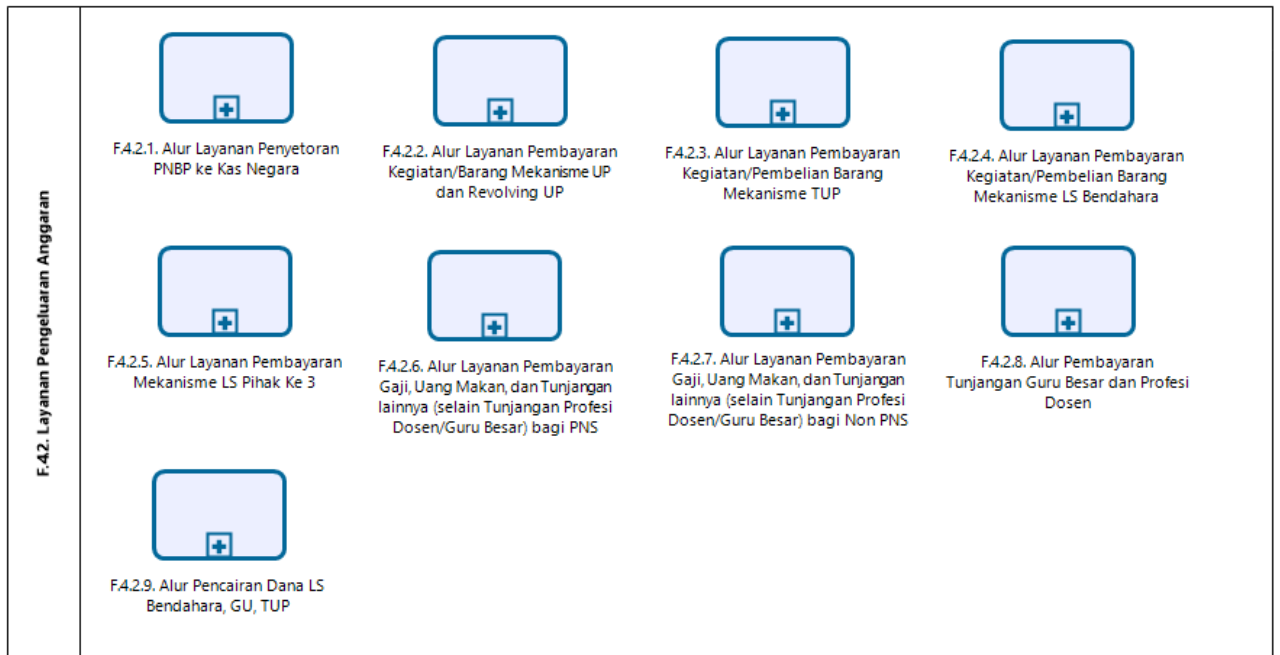 F.4.2. Layanan Pengeluaran Anggaran
F.4.2.1. Alur Layanan Penyetoran
PNBP ke Kas Negara
F.4.2.2. Alur Layanan Pembayaran
Kegiatan/Barang Mekanisme UP
dan Revolving UP
F.4.2.3. Alur Layanan Pembayaran
Kegiatan/Pembelian Barang
Mekanisme TUP
F.4.2.4. Alur Layanan Pembayaran
Kegiatan/Pembelian Barang
Mekanisme LS Bendahara
F.4.2.5. Alur Layanan Pembayaran
Mekanisme LS Pihak Ke 3
F.4.2.6. Alur Layanan Pembayaran
Gaji, Uang Makan, dan Tunjangan
lainnya (selain Tunjangan Profesi
Dosen/Guru Besar) bagi PNS
F.4.2.7. Alur Layanan Pembayaran
Gaji, Uang Makan, dan Tunjangan
lainnya (selain Tunjangan Profesi
Dosen/Guru Besar) bagi Non PNS
F.4.2.8. Alur Pembayaran
Tunjangan Guru Besar dan Profesi
Dosen
F.4.2.9. Alur Pencairan Dana LS
Bendahara, GU, TUP